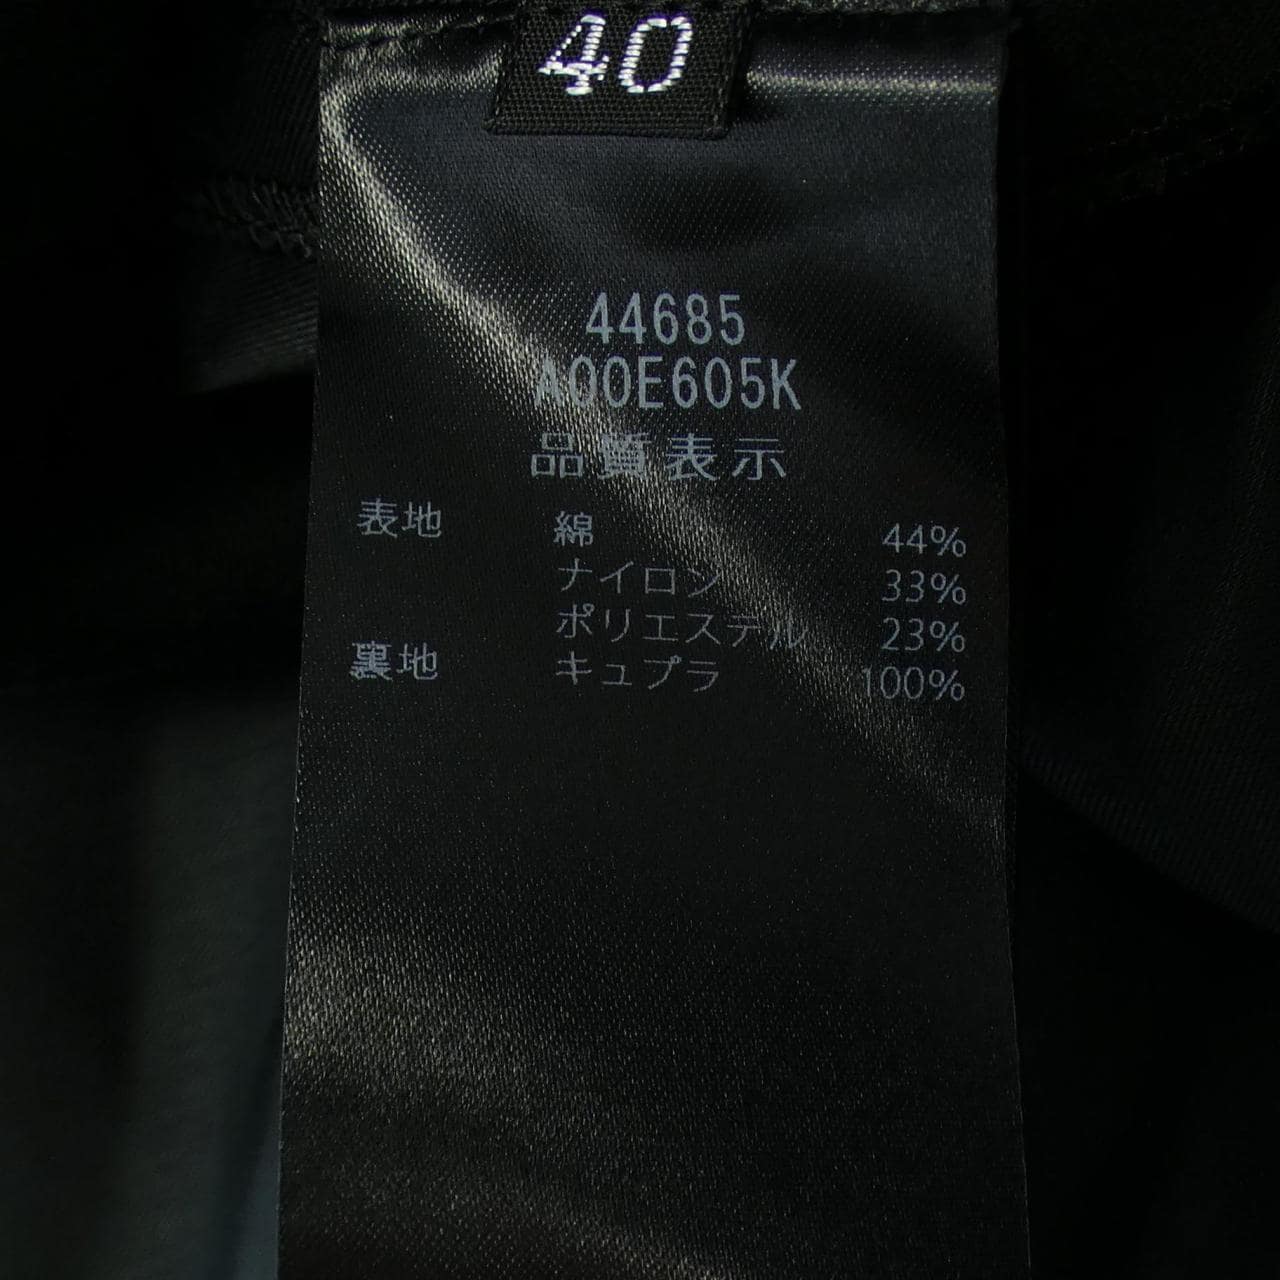 40
44685
A00E605K
品質表示
表地 綿 44%
ナイロン 33%
ポリエステル 23%
裏地 キュプラ 100%